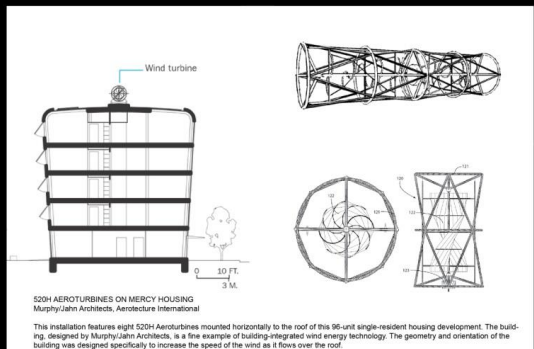 Wind turbine
0 10 FT.
3 M.
520H AEROTURBINES ON MERCY HOUSING
Murphy/Jahn Architects, Aerotecture International
This installation features eight 520H Aeroturbines mounted horizontally to the roof of this 96-unit single-resident housing development. The build-
ing, designed by Murphy/Jahn Architects, is a fine example of building-integrated wind energy technology. The geometry and orientation of the
building was designed specifically to increase the speed of the wind as it flows over the roof.